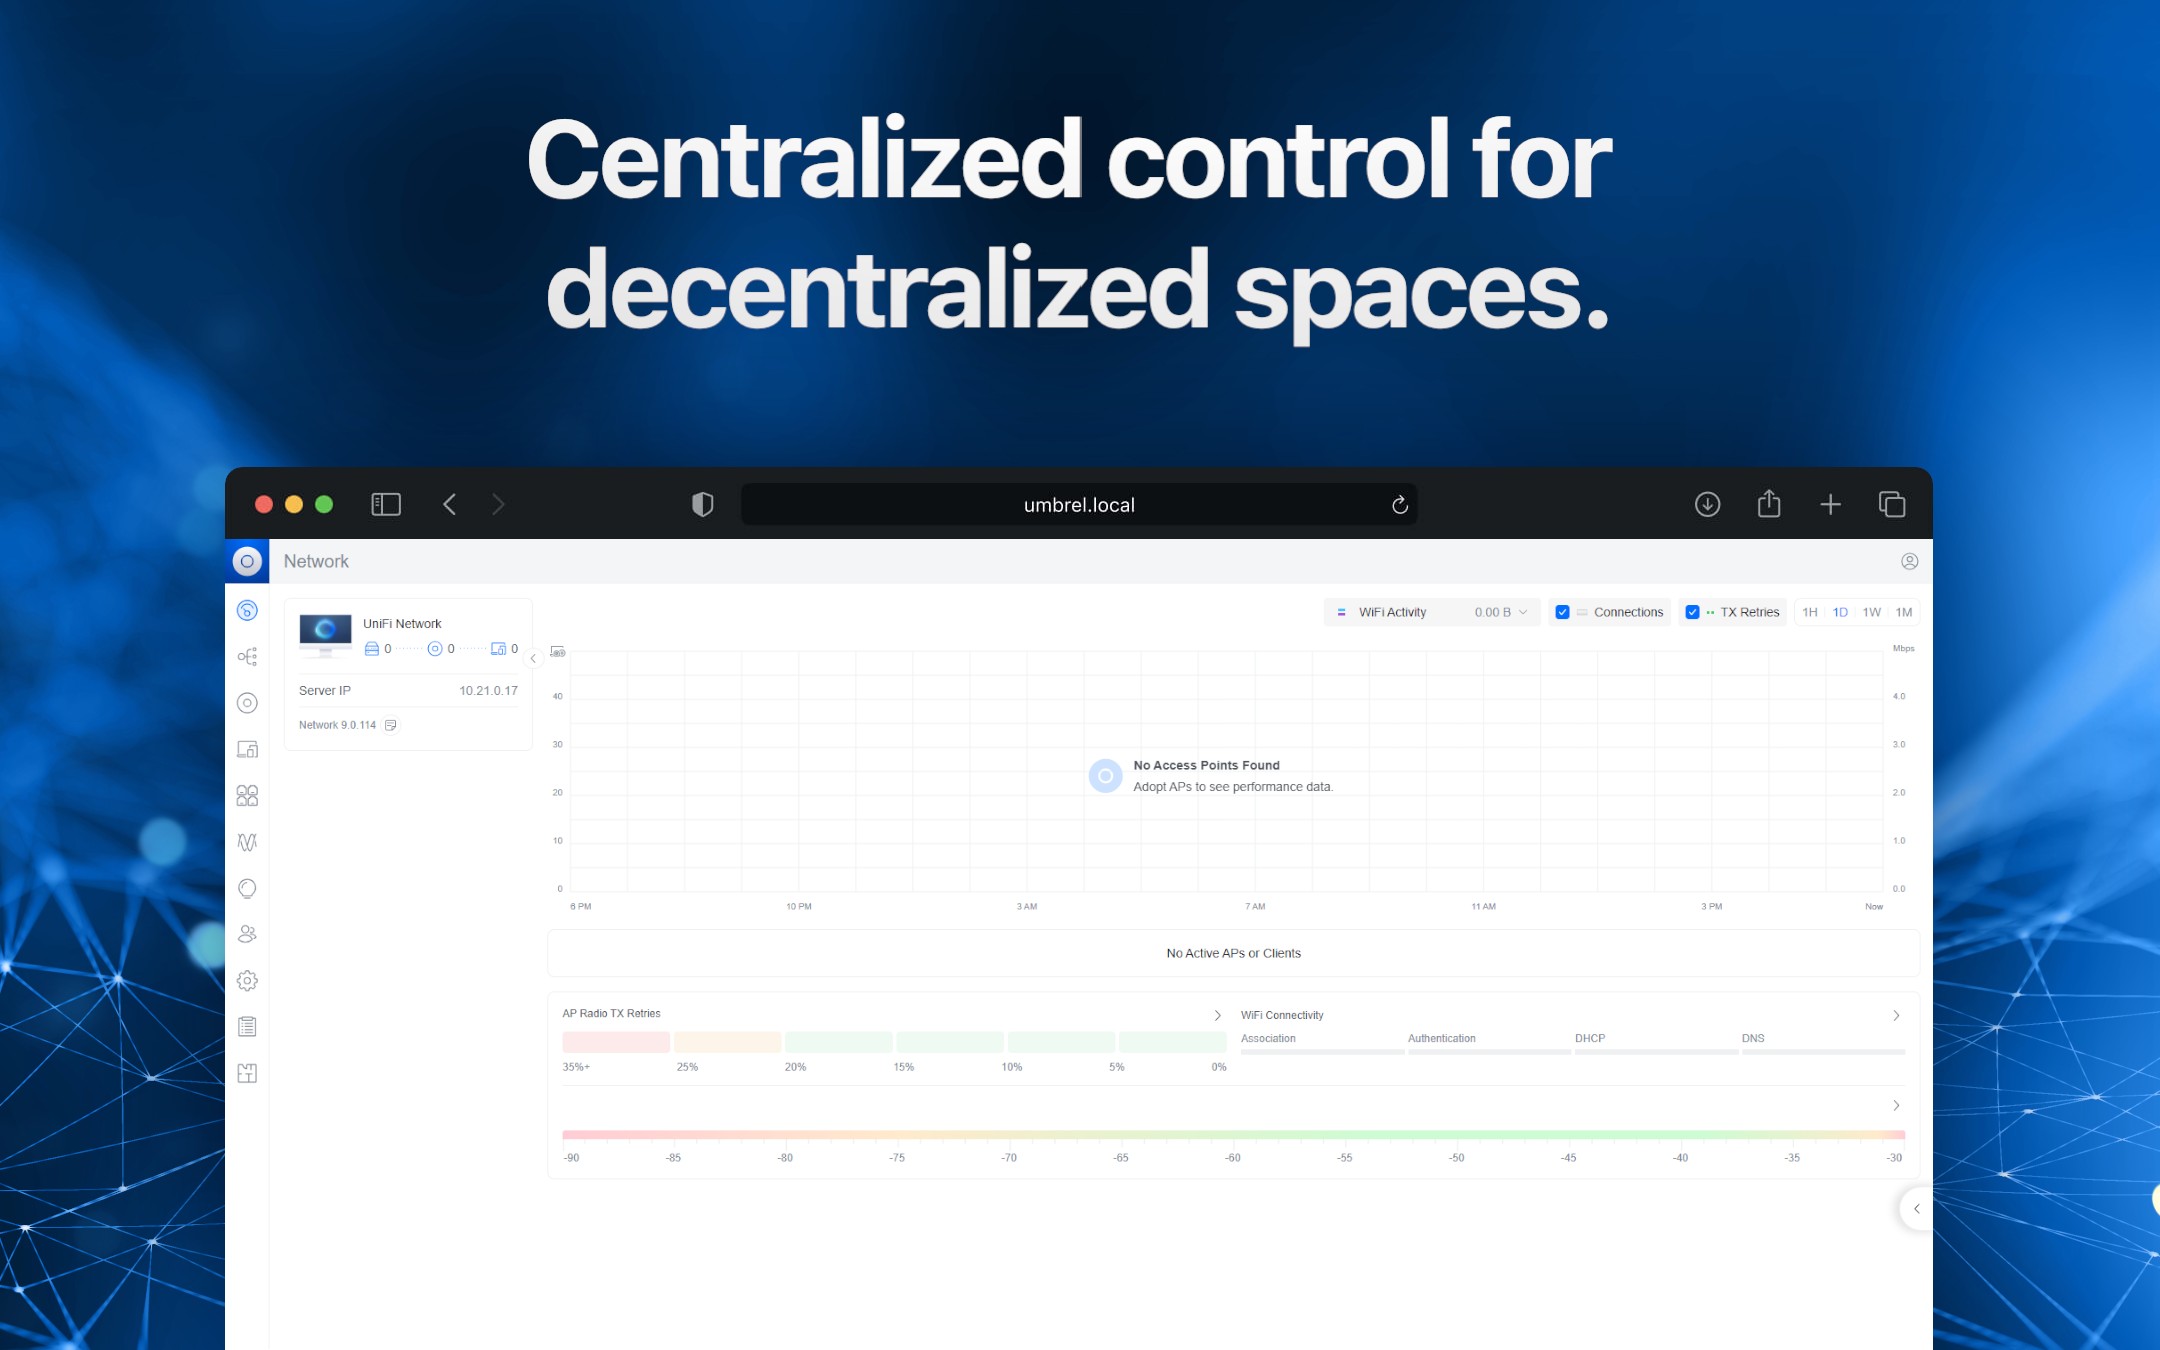 Centralized control for
decentralized spaces.
umbrel.local
Network
UniFi Network
0 0 0
Server IP 10.21.0.17
Network 9.0.114
WiFi Activity 0.00 B Connections TX Retries 1H 1D 1W 1M
Mbps
40 4.0
30 3.0
No Access Points Found
Adopt APs to see performance data.
20 2.0
10 1.0
0 0.0
6 PM 10 PM 3 AM 7 AM 11 AM 3 PM Now
No Active APs or Clients
AP Radio TX Retries
35%+ 25% 20% 15% 10% 5% 0%
WiFi Connectivity
Association Authentication DHCP DNS
-90 -85 -80 -75 -70 -65 -60 -55 -50 -45 -40 -35 -30